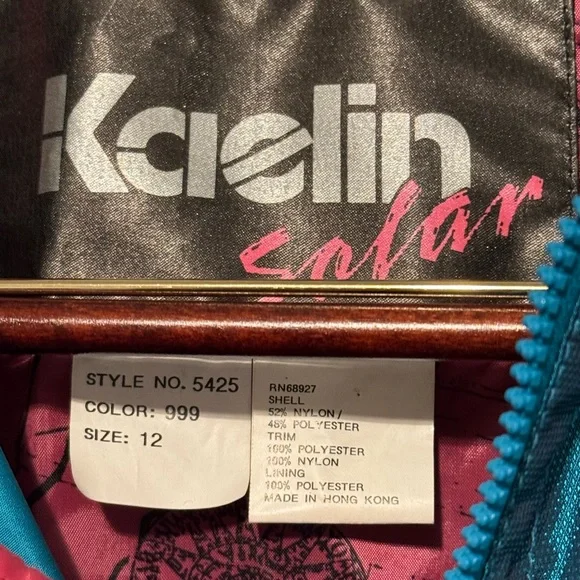 Kaelin
Solar
STYLE NO. 5425
COLOR: 999
SIZE: 12
RN68927
SHELL
52% NYLON /
48% POLYESTER
TRIM
100% POLYESTER
100% NYLON
LINING
100% POLYESTER
MADE IN HONG KONG